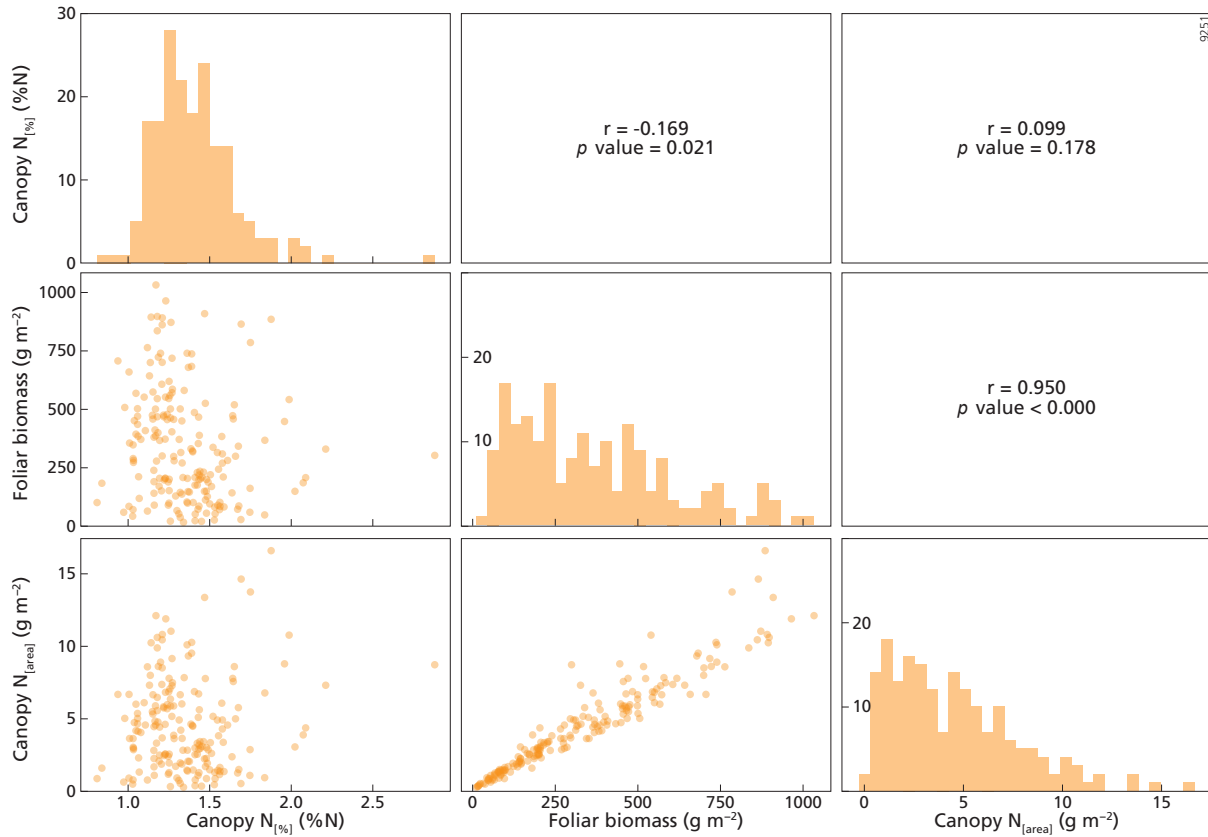 30
20
10
0
Canopy N[%] (%N)
r = -0.169
p value = 0.021
r = 0.099
p value = 0.178
9251
1000
750
500
250
0
Foliar biomass (g m⁻²)
20
10
r = 0.950
p value < 0.000
15
10
5
0
Canopy N[area] (g m⁻²)
20
10
1.0 1.5 2.0 2.5
Canopy N[%] (%N)
0 250 500 750 1000
Foliar biomass (g m⁻²)
0 5 10 15
Canopy N[area] (g m⁻²)